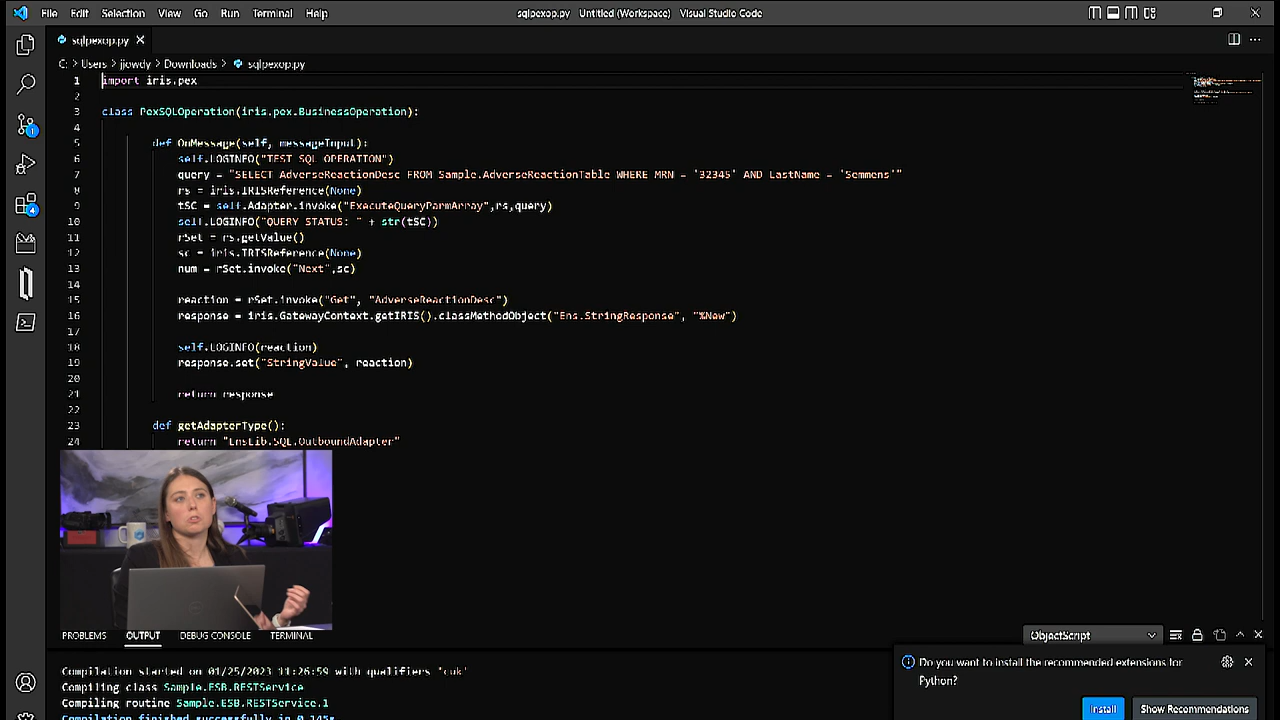 File Edit Selection View Go Run Terminal Help sqlpexop.py Untitled (Workspace) Visual Studio Code
sqlpexop.py
C: Users jjowdy Downloads sqlpexop.py
1 import iris.pex
2
3 class PexSQLOperation(iris.pex.BusinessOperation):
4
5 def OnMessage(self, messageInput):
6 self.LOGINFO("TEST SQL OPERATION")
7 query = "SELECT AdverseReactionDesc FROM Sample.AdverseReactionTable WHERE MRN = '32345' AND LastName = 'Semmens'"
8 rs = iris.IRISReference(None)
9 tSC = self.Adapter.invoke("ExecuteQueryParmArray",rs,query)
10 self.LOGINFO("QUERY STATUS: " + str(tSC))
11 rSet = rs.getValue()
12 sc = iris.IRISReference(None)
13 num = rSet.invoke("Next",sc)
14
15 reaction = rSet.invoke("Get", "AdverseReactionDesc")
16 response = iris.GatewayContext.getIRIS().classMethodObject("Ens.StringResponse", "%New")
17
18 self.LOGINFO(reaction)
19 response.set("StringValue", reaction)
20
21 return response
22
23 def getAdapterType():
24 return "EnsLib.SQL.OutboundAdapter"
1
4
PROBLEMS OUTPUT DEBUG CONSOLE TERMINAL
ObjectScript
Compilation started on 01/25/2023 11:26:59 with qualifiers 'cuk'
Compiling class Sample.ESB.RESTService
Compiling routine Sample.ESB.RESTService.1
Compilation finished successfully in 0.145s
Do you want to install the recommended extensions for
Python?
Install Show Recommendations